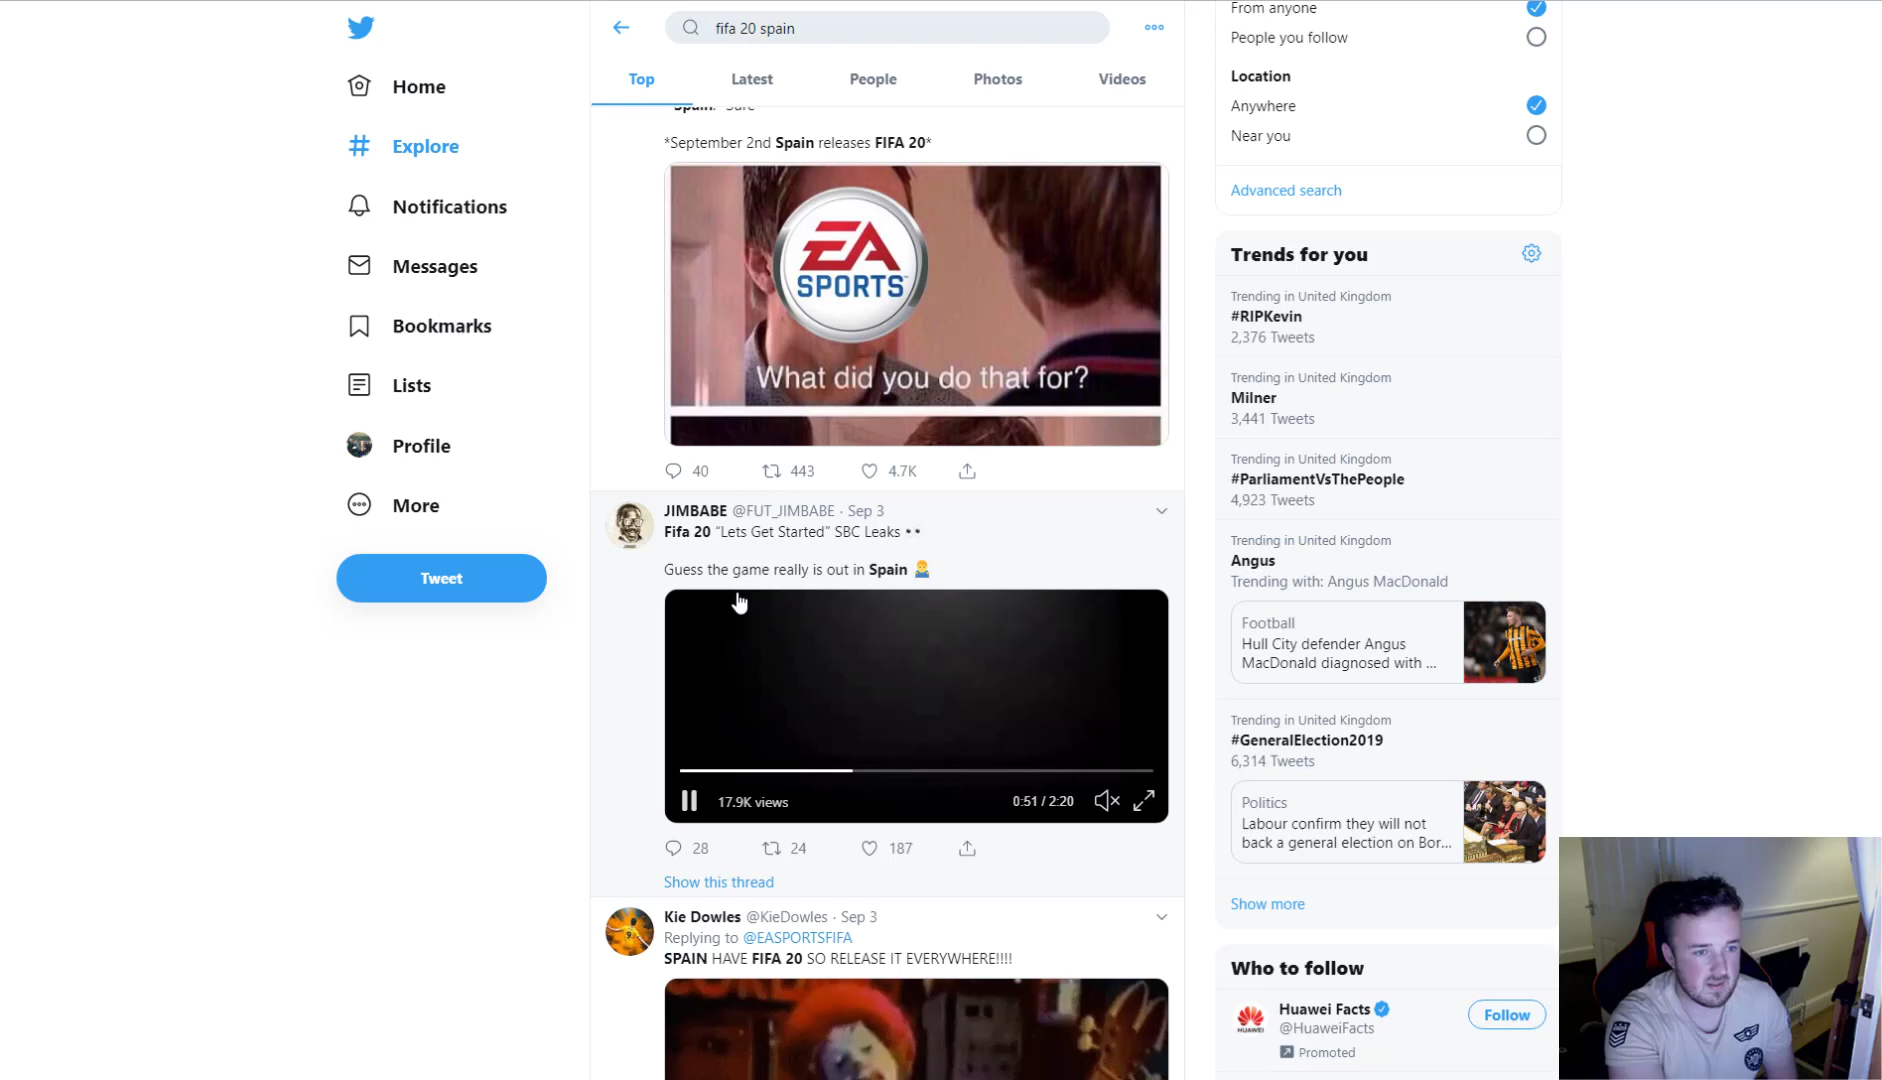 Home
Explore
Notifications
Messages
Bookmarks
Lists
Profile
More
Tweet
fifa 20 spain
Top
Latest
People
Photos
Videos
Spain: "Sure"
*September 2nd Spain releases FIFA 20*
EA
SPORTS
What did you do that for?
40
443
4.7K
JIMBABE @FUT_JIMBABE · Sep 3
Fifa 20 “Lets Get Started” SBC Leaks 👀
Guess the game really is out in Spain 🤷‍♂️
17.9K views
0:51 / 2:20
28
24
187
Show this thread
Kie Dowles @KieDowles · Sep 3
Replying to @EASPORTSFIFA
SPAIN HAVE FIFA 20 SO RELEASE IT EVERYWHERE!!!!
From anyone
People you follow
Location
Anywhere
Near you
Advanced search
Trends for you
Trending in United Kingdom
#RIPKevin
2,376 Tweets
Trending in United Kingdom
Milner
3,441 Tweets
Trending in United Kingdom
#ParliamentVsThePeople
4,923 Tweets
Trending in United Kingdom
Angus
Trending with: Angus MacDonald
Football
Hull City defender Angus
MacDonald diagnosed with ...
Trending in United Kingdom
#GeneralElection2019
6,314 Tweets
Politics
Labour confirm they will not
back a general election on Bor...
Show more
Who to follow
HUAWEI
Huawei Facts
@HuaweiFacts
Promoted
Follow